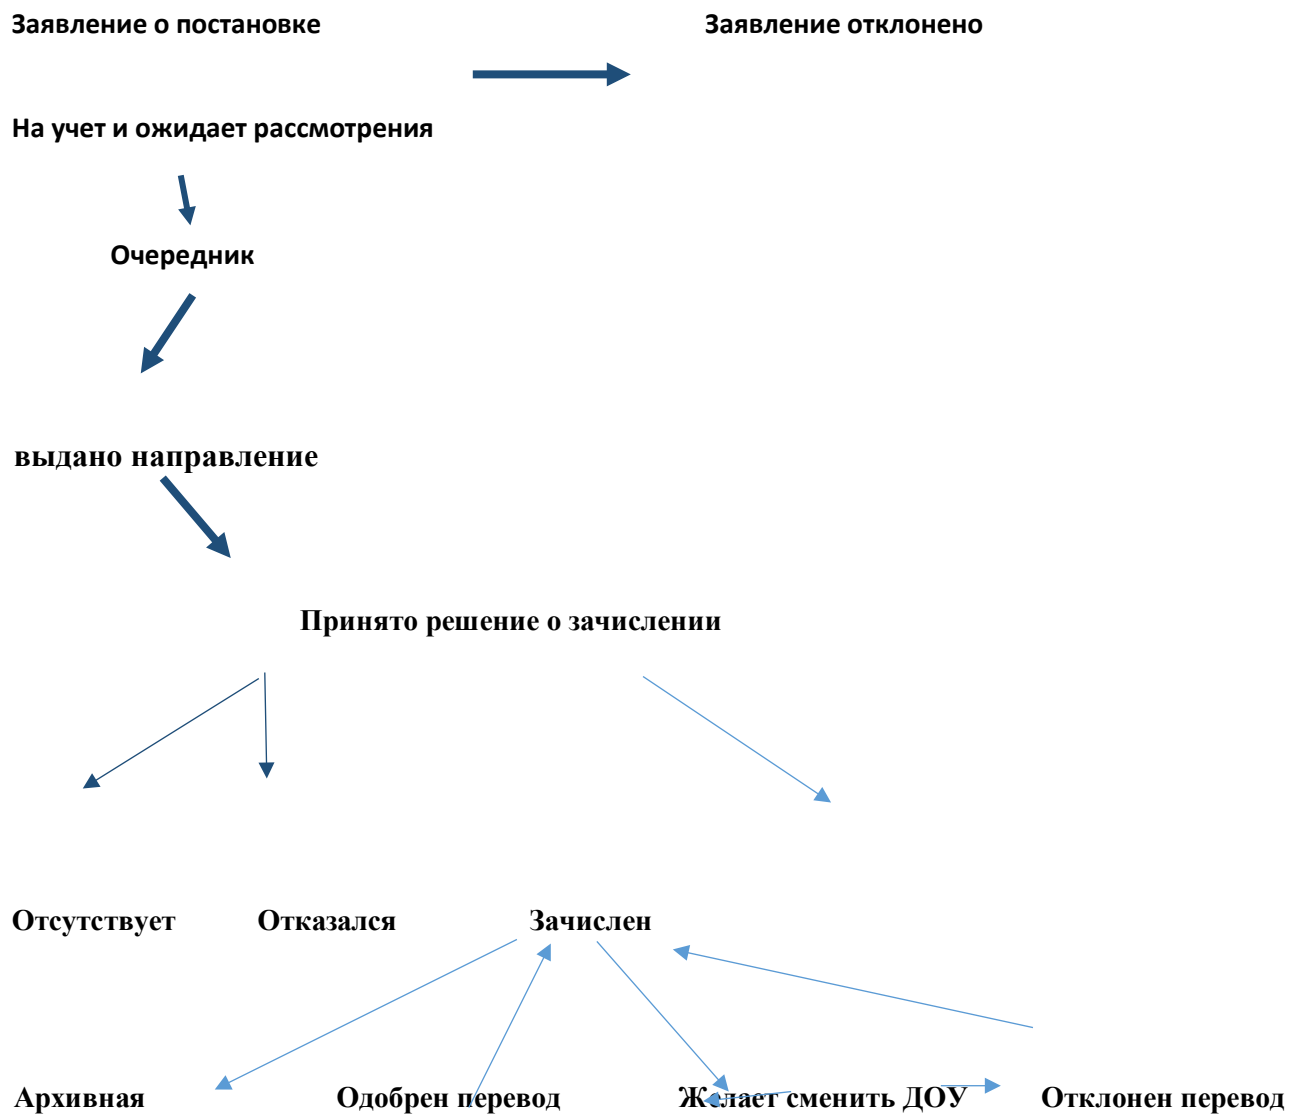 Заявление о постановке Заявление отклонено
На учет и ожидает рассмотрения
Очередник
выдано направление
Принято решение о зачислении
Отсутствует Отказался Зачислен
Архивная Одобрен перевод Желает сменить ДОУ Отклонен перевод